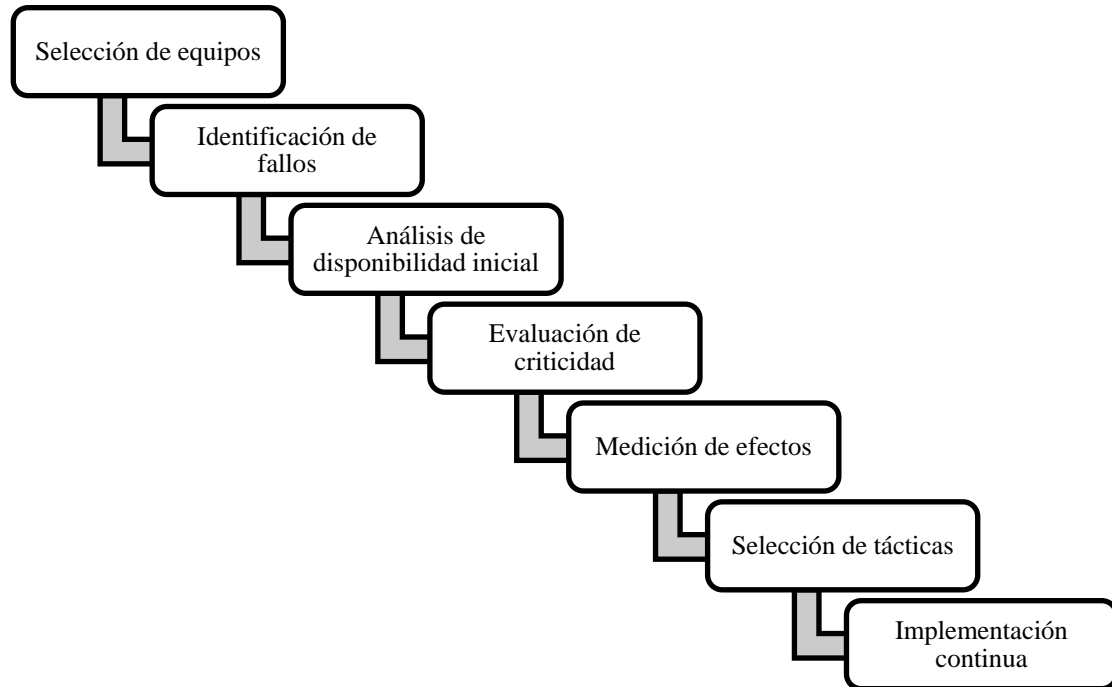 Selección de equipos
Identificación de
fallos
Análisis de
disponibilidad inicial
Evaluación de
criticidad
Medición de efectos
Selección de tácticas
Implementación
continua